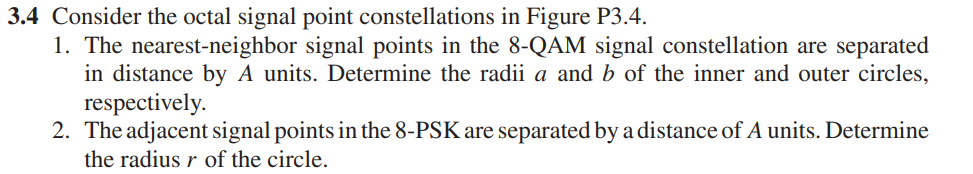 3.4 Consider the octal signal point constellations in Figure P3.4.
1. The nearest-neighbor signal points in the 8-QAM signal constellation are separated
in distance by A units. Determine the radii a and b of the inner and outer circles,
respectively.
2. The adjacent signal points in the 8-PSK are separated by a distance of A units. Determine
the radius r of the circle.